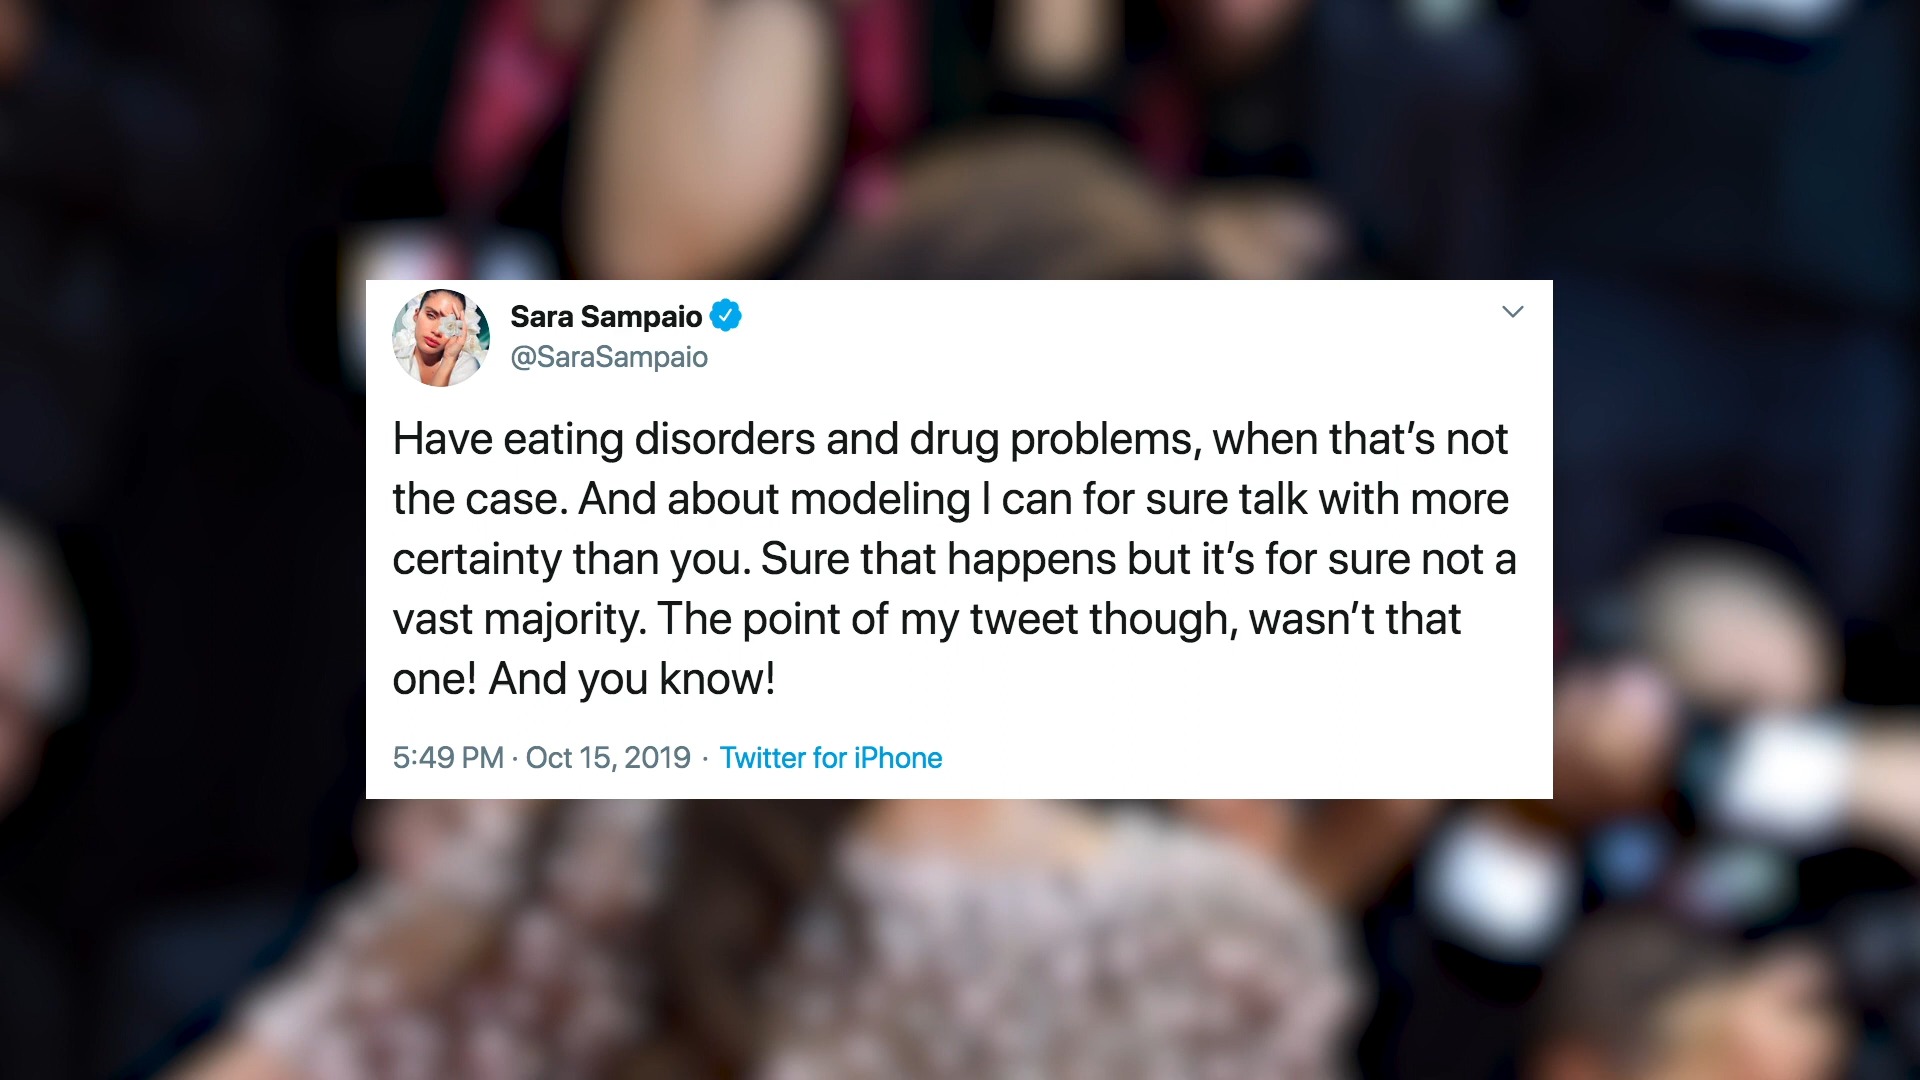 Sara Sampaio
@SaraSampaio
Have eating disorders and drug problems, when that’s not
the case. And about modeling I can for sure talk with more
certainty than you. Sure that happens but it’s for sure not a
vast majority. The point of my tweet though, wasn’t that
one! And you know!
5:49 PM · Oct 15, 2019 · Twitter for iPhone